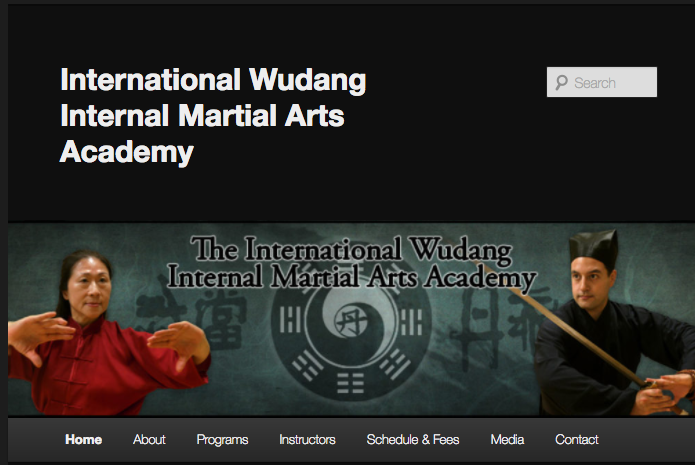 International Wudang
Internal Martial Arts
Academy
Search
The International Wudang
Internal Martial Arts Academy
丹
Home About Programs Instructors Schedule & Fees Media Contact